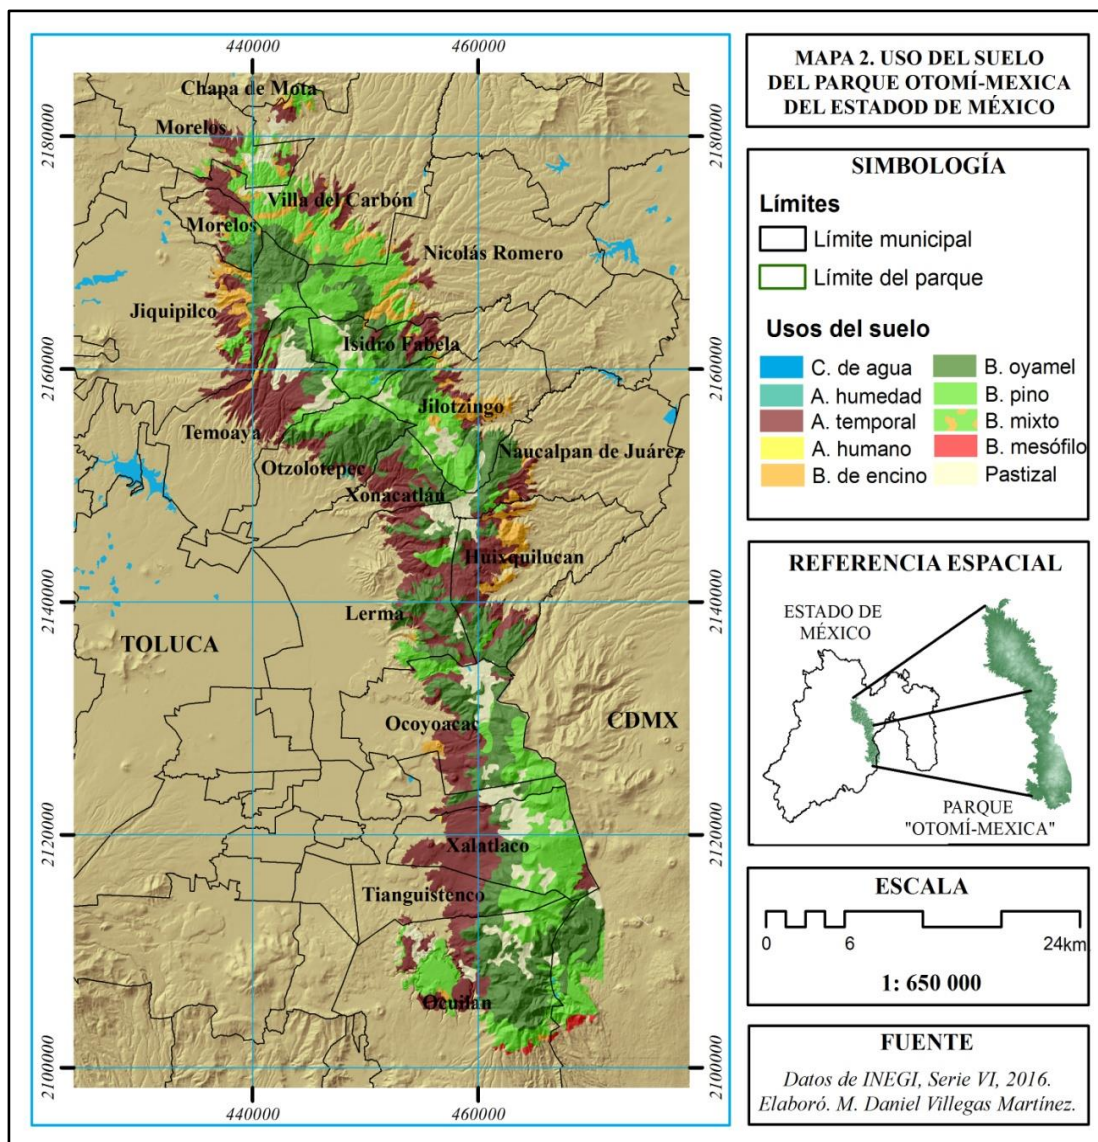 440000
460000
2180000
2180000
2160000
2160000
2140000
2140000
2120000
2120000
2100000
2100000
440000
460000
Chapa de Mota
Morelos
Villa del Carbón
Morelos
Nicolás Romero
Jiquipilco
Isidro Fabela
Jilotzingo
Temoaya
Naucalpan de Juárez
Otzolotepec
Xonacatlán
Huixquilucan
Lerma
TOLUCA
Ocoyoacac
CDMX
Xalatlaco
Tianguistenco
Ocuilan
MAPA 2. USO DEL SUELO
DEL PARQUE OTOMÍ-MEXICA
DEL ESTADOD DE MÉXICO
SIMBOLOGÍA
Límites
Límite municipal
Límite del parque
Usos del suelo
C. de agua
A. humedad
A. temporal
A. humano
B. de encino
B. oyamel
B. pino
B. mixto
B. mesófilo
Pastizal
REFERENCIA ESPACIAL
ESTADO DE
MÉXICO
PARQUE
"OTOMÍ-MEXICA"
ESCALA
0 6 24km
1: 650 000
FUENTE
Datos de INEGI, Serie VI, 2016.
Elaboró. M. Daniel Villegas Martínez.